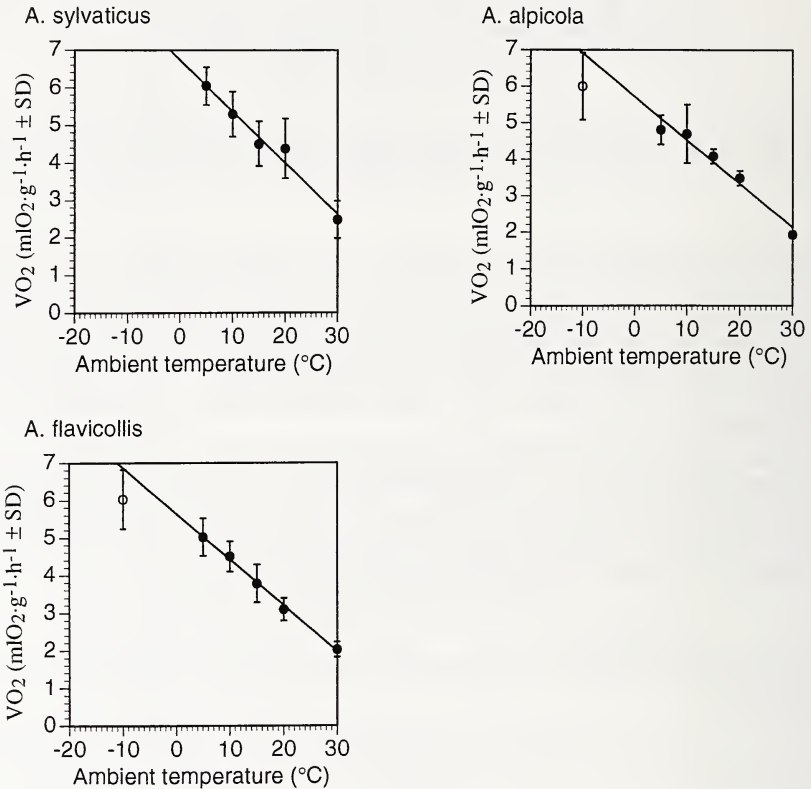 A. sylvaticus
7
6
5
4
3
2
1
0
VO2 (mlO2·g-1·h-1 ± SD)
-20 -10 0 10 20 30
Ambient temperature (°C)
A. alpicola
7
6
5
4
3
2
1
0
VO2 (mlO2·g-1·h-1 ± SD)
-20 -10 0 10 20 30
Ambient temperature (°C)
A. flavicollis
7
6
5
4
3
2
1
0
VO2 (mlO2·g-1·h-1 ± SD)
-20 -10 0 10 20 30
Ambient temperature (°C)